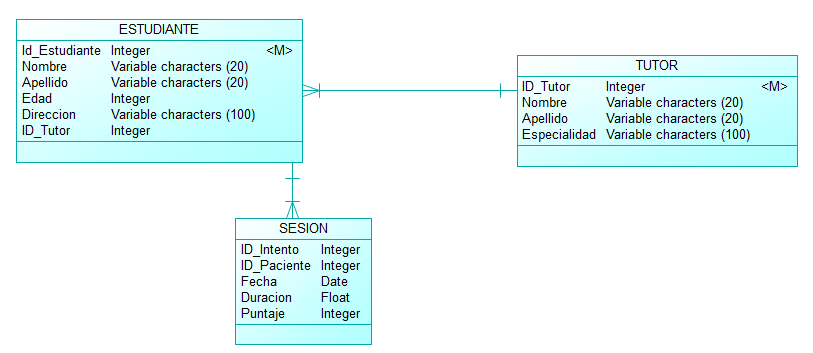 ESTUDIANTE
Id_Estudiante Integer <M>
Nombre Variable characters (20)
Apellido Variable characters (20)
Edad Integer
Direccion Variable characters (100)
ID_Tutor Integer
TUTOR
ID_Tutor Integer <M>
Nombre Variable characters (20)
Apellido Variable characters (20)
Especialidad Variable characters (100)
SESION
ID_Intento Integer
ID_Paciente Integer
Fecha Date
Duracion Float
Puntaje Integer